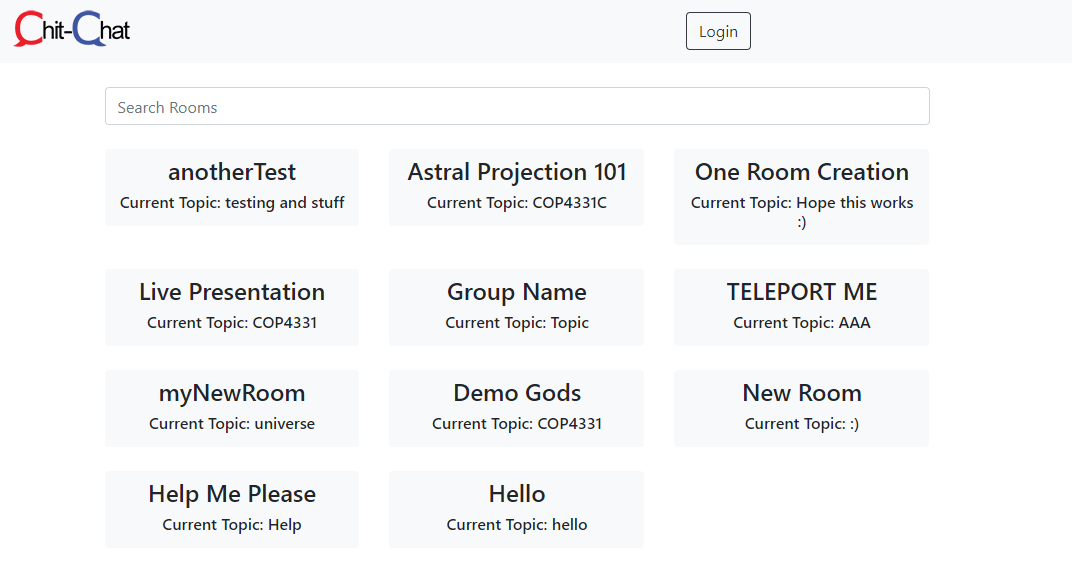 Chit-Chat
Login
Search Rooms
anotherTest
Current Topic: testing and stuff
Astral Projection 101
Current Topic: COP4331C
One Room Creation
Current Topic: Hope this works
:)
Live Presentation
Current Topic: COP4331
Group Name
Current Topic: Topic
TELEPORT ME
Current Topic: AAA
myNewRoom
Current Topic: universe
Demo Gods
Current Topic: COP4331
New Room
Current Topic: :)
Help Me Please
Current Topic: Help
Hello
Current Topic: hello